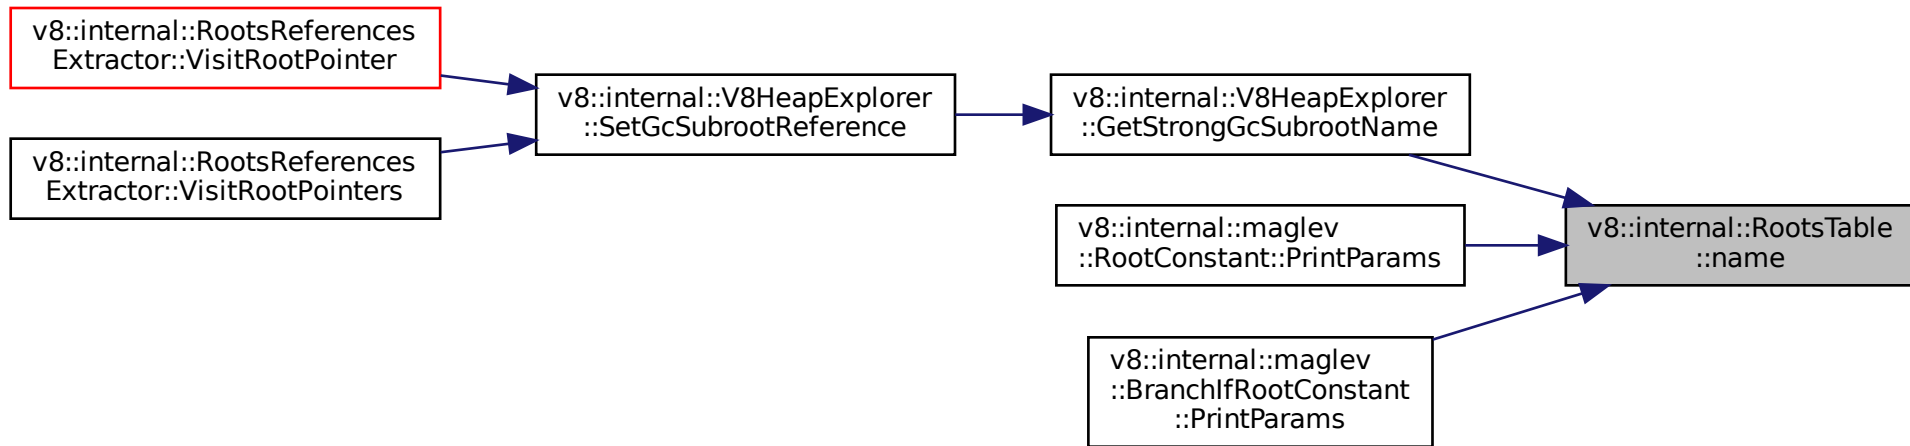 v8::internal::RootsReferences
Extractor::VisitRootPointer
v8::internal::RootsReferences
Extractor::VisitRootPointers
v8::internal::V8HeapExplorer
::SetGcSubrootReference
v8::internal::V8HeapExplorer
::GetStrongGcSubrootName
v8::internal::maglev
::RootConstant::PrintParams
v8::internal::maglev
::BranchIfRootConstant
::PrintParams
v8::internal::RootsTable
::name